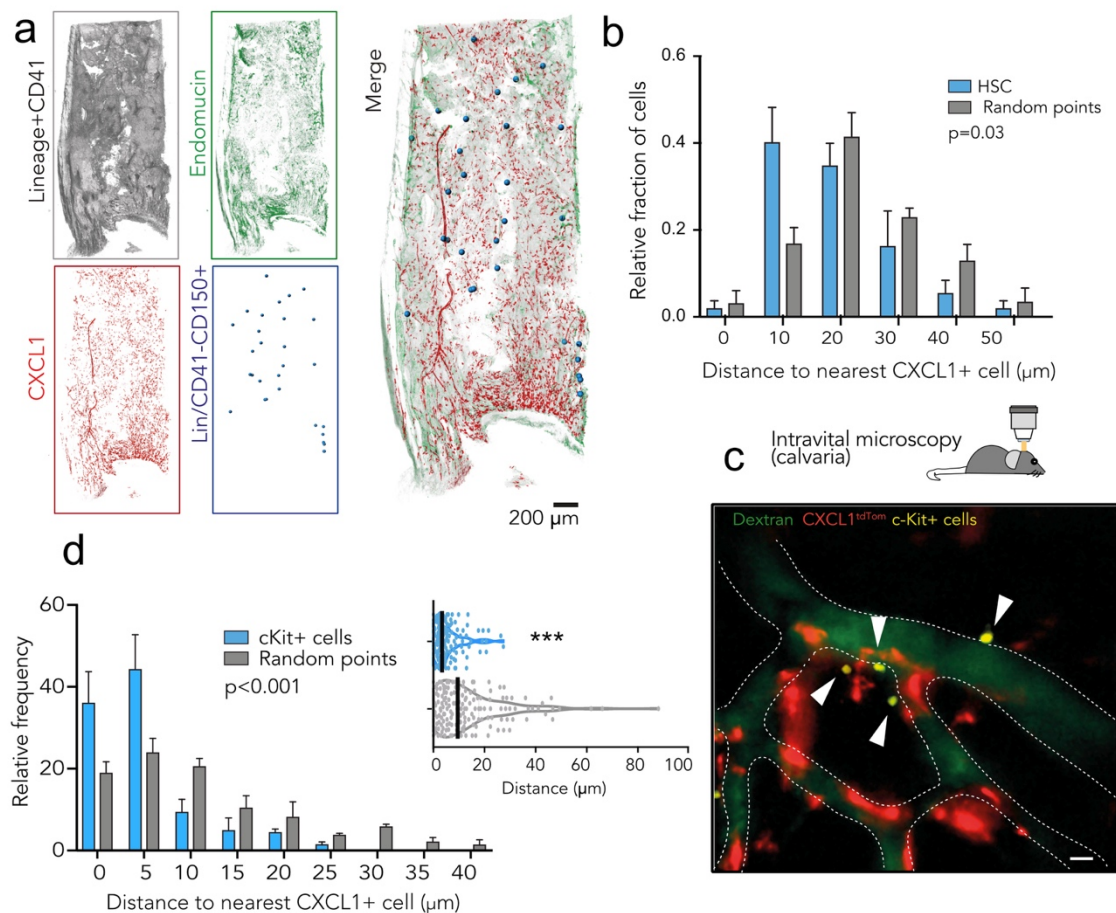 a
Lineage+CD41
Endomucin
CXCL1
Lin/CD41-CD150+
Merge
200 µm
b
Relative fraction of cells
0.6
0.4
0.2
0.0
HSC
Random points
p=0.03
0 10 20 30 40 50
Distance to nearest CXCL1+ cell (µm)
c
Intravital microscopy
(calvaria)
Dextran CXCL1tdTom c-Kit+ cells
d
Relative frequency
60
40
20
0
cKit+ cells
Random points
p<0.001
0 5 10 15 20 25 30 35 40
Distance to nearest CXCL1+ cell (µm)
***
0 20 40 60 80 100
Distance (µm)